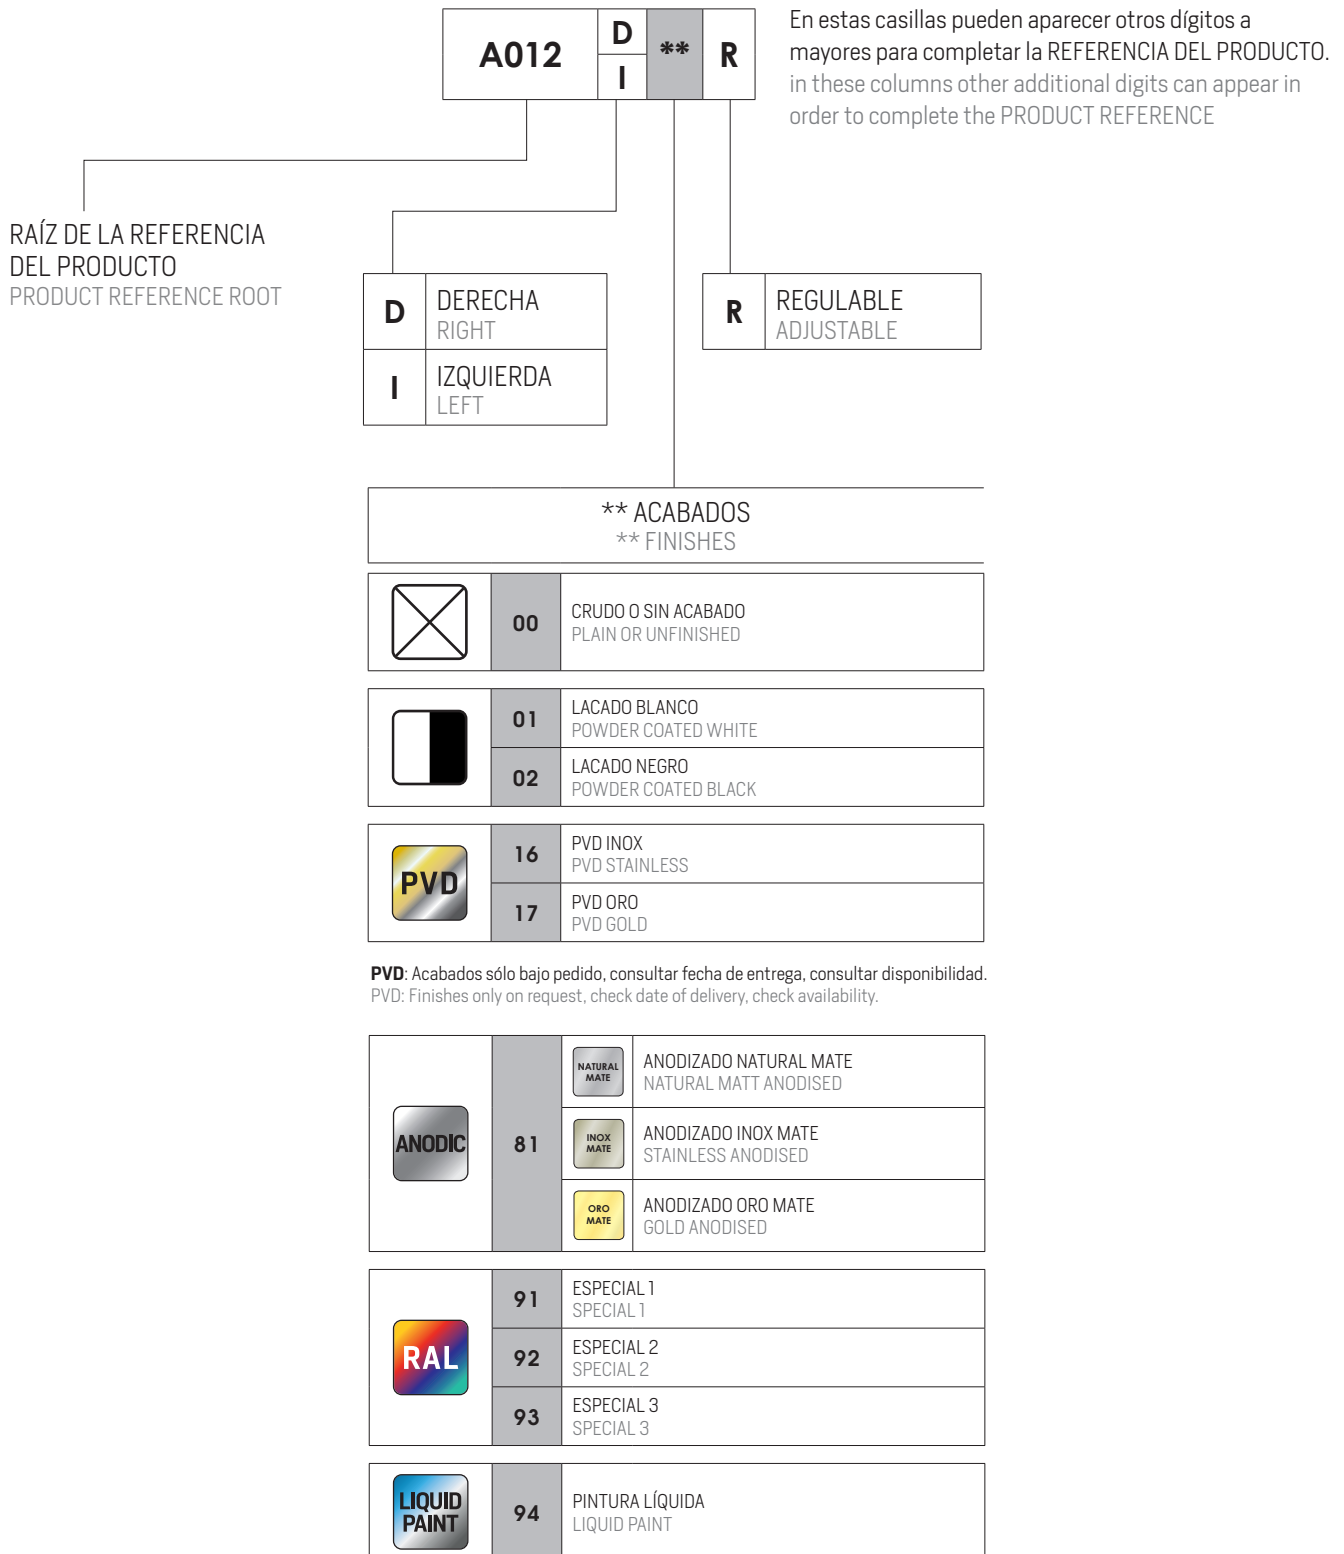 A012
D
I
**
R
En estas casillas pueden aparecer otros dígitos a
mayores para completar la REFERENCIA DEL PRODUCTO.
in these columns other additional digits can appear in
order to complete the PRODUCT REFERENCE
RAÍZ DE LA REFERENCIA
DEL PRODUCTO
PRODUCT REFERENCE ROOT
D
DERECHA
RIGHT
I
IZQUIERDA
LEFT
R
REGULABLE
ADJUSTABLE
** ACABADOS
** FINISHES
00
CRUDO O SIN ACABADO
PLAIN OR UNFINISHED
01
LACADO BLANCO
POWDER COATED WHITE
02
LACADO NEGRO
POWDER COATED BLACK
PVD
16
PVD INOX
PVD STAINLESS
17
PVD ORO
PVD GOLD
PVD: Acabados sólo bajo pedido, consultar fecha de entrega, consultar disponibilidad.
PVD: Finishes only on request, check date of delivery, check availability.
ANODIC
81
NATURAL
MATE
ANODIZADO NATURAL MATE
NATURAL MATT ANODISED
INOX
MATE
ANODIZADO INOX MATE
STAINLESS ANODISED
ORO
MATE
ANODIZADO ORO MATE
GOLD ANODISED
RAL
91
ESPECIAL 1
SPECIAL 1
92
ESPECIAL 2
SPECIAL 2
93
ESPECIAL 3
SPECIAL 3
LIQUID
PAINT
94
PINTURA LÍQUIDA
LIQUID PAINT